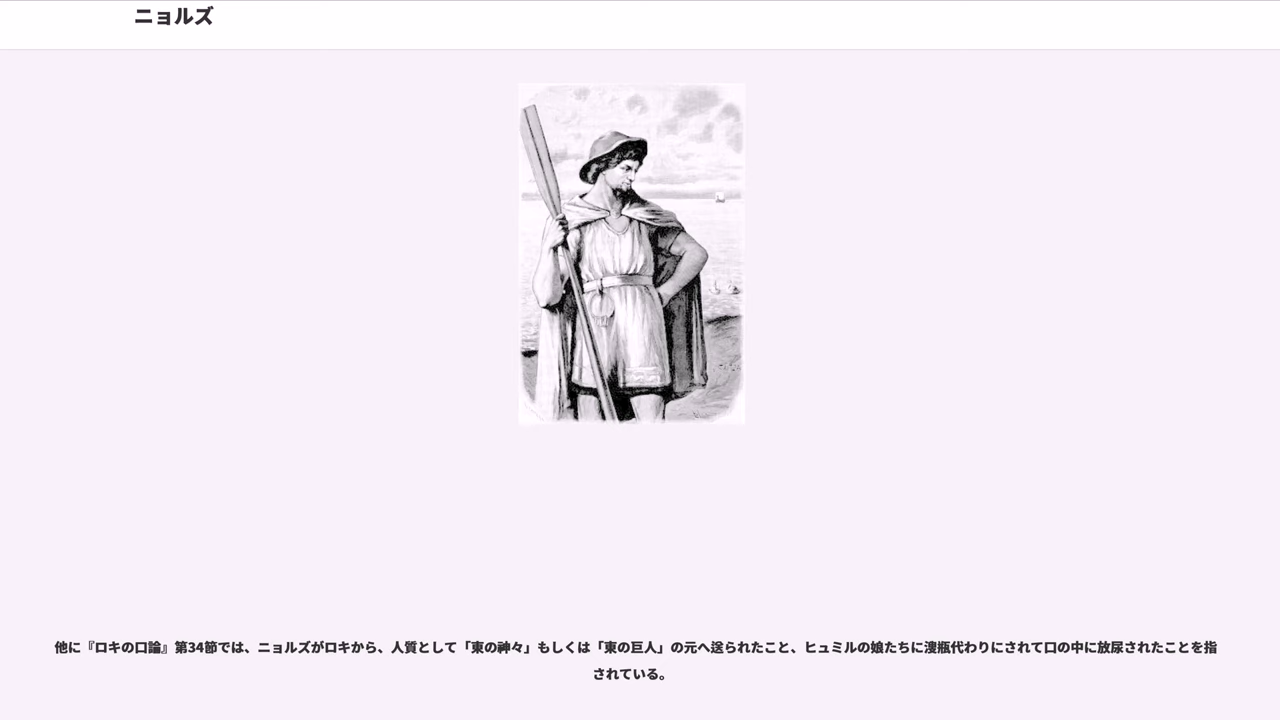 ニョルズ
他に『ロキの口論』第34節では、ニョルズがロキから、人質として「東の神々」もしくは「東の巨人」の元へ送られたこと、ヒュミルの娘たちに溲瓶代わりにされて口の中に放尿されたことを指
されている。